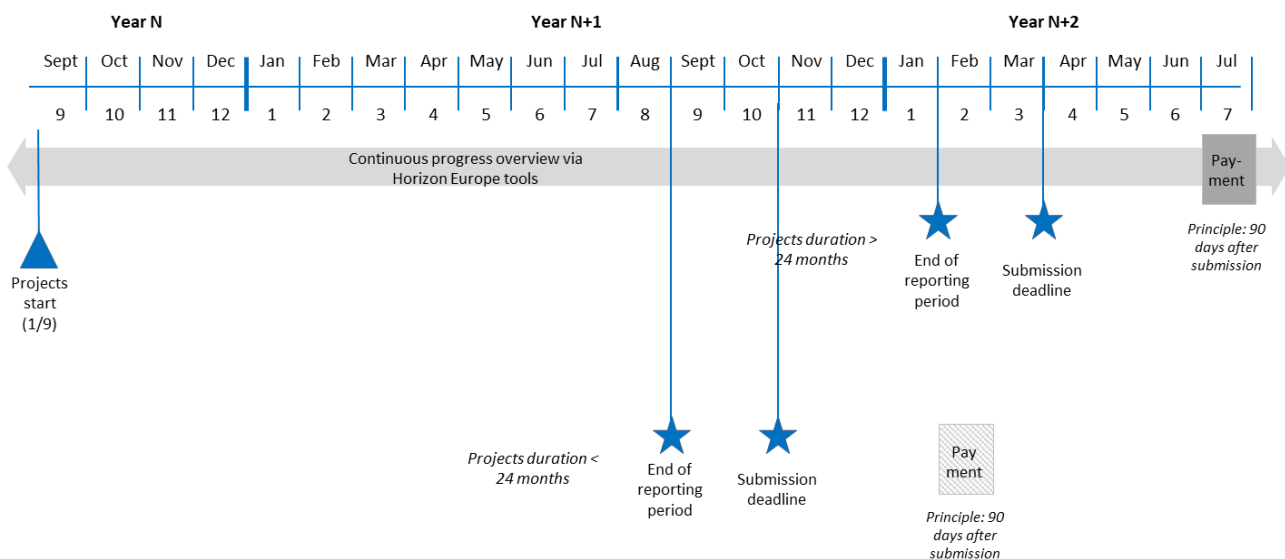 Year N Year N+1 Year N+2
Sept Oct Nov Dec Jan Feb Mar Apr May Jun Jul Aug Sept Oct Nov Dec Jan Feb Mar Apr May Jun Jul
9 10 11 12 1 2 3 4 5 6 7 8 9 10 11 12 1 2 3 4 5 6 7
Continuous progress overview via
Horizon Europe tools
Pay-
ment
Principle: 90
days after
submission
Projects duration >
24 months
End of
reporting
period
Submission
deadline
Projects
start
(1/9)
Projects duration <
24 months
End of
reporting
period
Submission
deadline
Pay
ment
Principle: 90
days after
submission